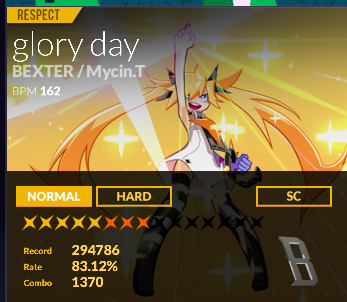 RESPECT
glory day
BEXTER / Mycin.T
BPM 162
NORMAL HARD SC
Record 294786
Rate 83.12%
Combo 1370
B